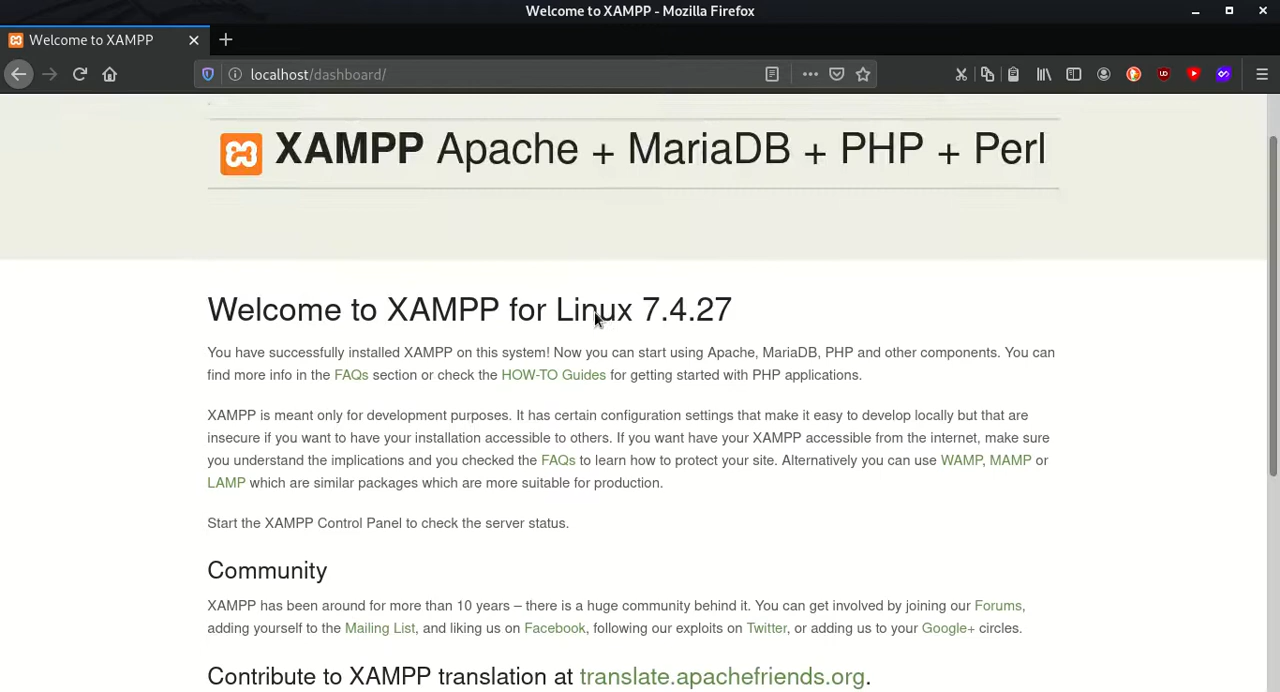 Welcome to XAMPP - Mozilla Firefox
Welcome to XAMPP
localhost/dashboard/
XAMPP Apache + MariaDB + PHP + Perl
Welcome to XAMPP for Linux 7.4.27
You have successfully installed XAMPP on this system! Now you can start using Apache, MariaDB, PHP and other components. You can
find more info in the FAQs section or check the HOW-TO Guides for getting started with PHP applications.
XAMPP is meant only for development purposes. It has certain configuration settings that make it easy to develop locally but that are
insecure if you want to have your installation accessible to others. If you want have your XAMPP accessible from the internet, make sure
you understand the implications and you checked the FAQs to learn how to protect your site. Alternatively you can use WAMP, MAMP or
LAMP which are similar packages which are more suitable for production.
Start the XAMPP Control Panel to check the server status.
Community
XAMPP has been around for more than 10 years – there is a huge community behind it. You can get involved by joining our Forums,
adding yourself to the Mailing List, and liking us on Facebook, following our exploits on Twitter, or adding us to your Google+ circles.
Contribute to XAMPP translation at translate.apachefriends.org.